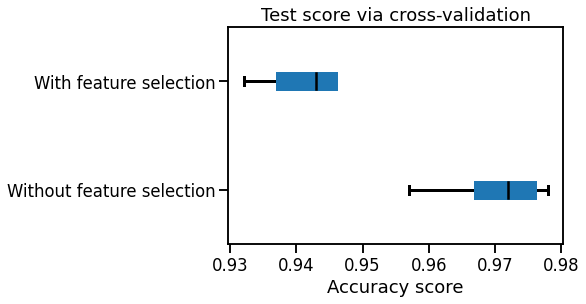 Test score via cross-validation
With feature selection
Without feature selection
0.93 0.94 0.95 0.96 0.97 0.98
Accuracy score